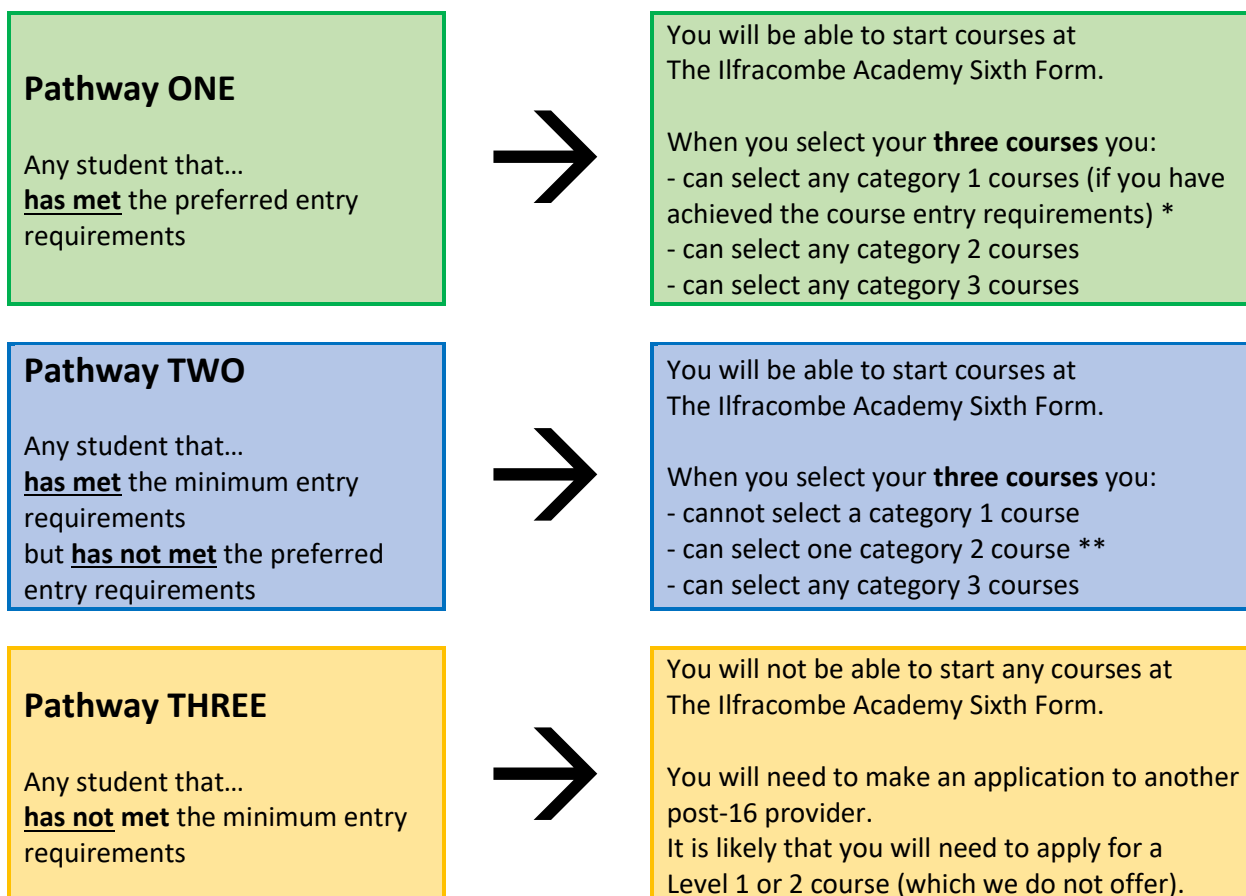 Pathway ONE
Any student that…
has met the preferred entry
requirements
You will be able to start courses at
The Ilfracombe Academy Sixth Form.
When you select your three courses you:
- can select any category 1 courses (if you have
achieved the course entry requirements) *
- can select any category 2 courses
- can select any category 3 courses
Pathway TWO
Any student that…
has met the minimum entry
requirements
but has not met the preferred
entry requirements
You will be able to start courses at
The Ilfracombe Academy Sixth Form.
When you select your three courses you:
- cannot select a category 1 course
- can select one category 2 course **
- can select any category 3 courses
Pathway THREE
Any student that…
has not met the minimum entry
requirements
You will not be able to start any courses at
The Ilfracombe Academy Sixth Form.
You will need to make an application to another
post-16 provider.
It is likely that you will need to apply for a
Level 1 or 2 course (which we do not offer).